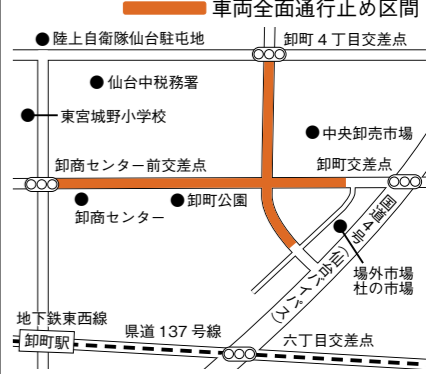 車両全面通行止め区間
陸上自衛隊仙台駐屯地
卸町4丁目交差点
仙台中税務署
東宮城野小学校
中央卸売市場
卸商センター前交差点
卸町交差点
卸商センター
卸町公園
国道4号
(仙台バイパス)
場外市場
杜の市場
地下鉄東西線
卸町駅
県道137号線
六丁目交差点